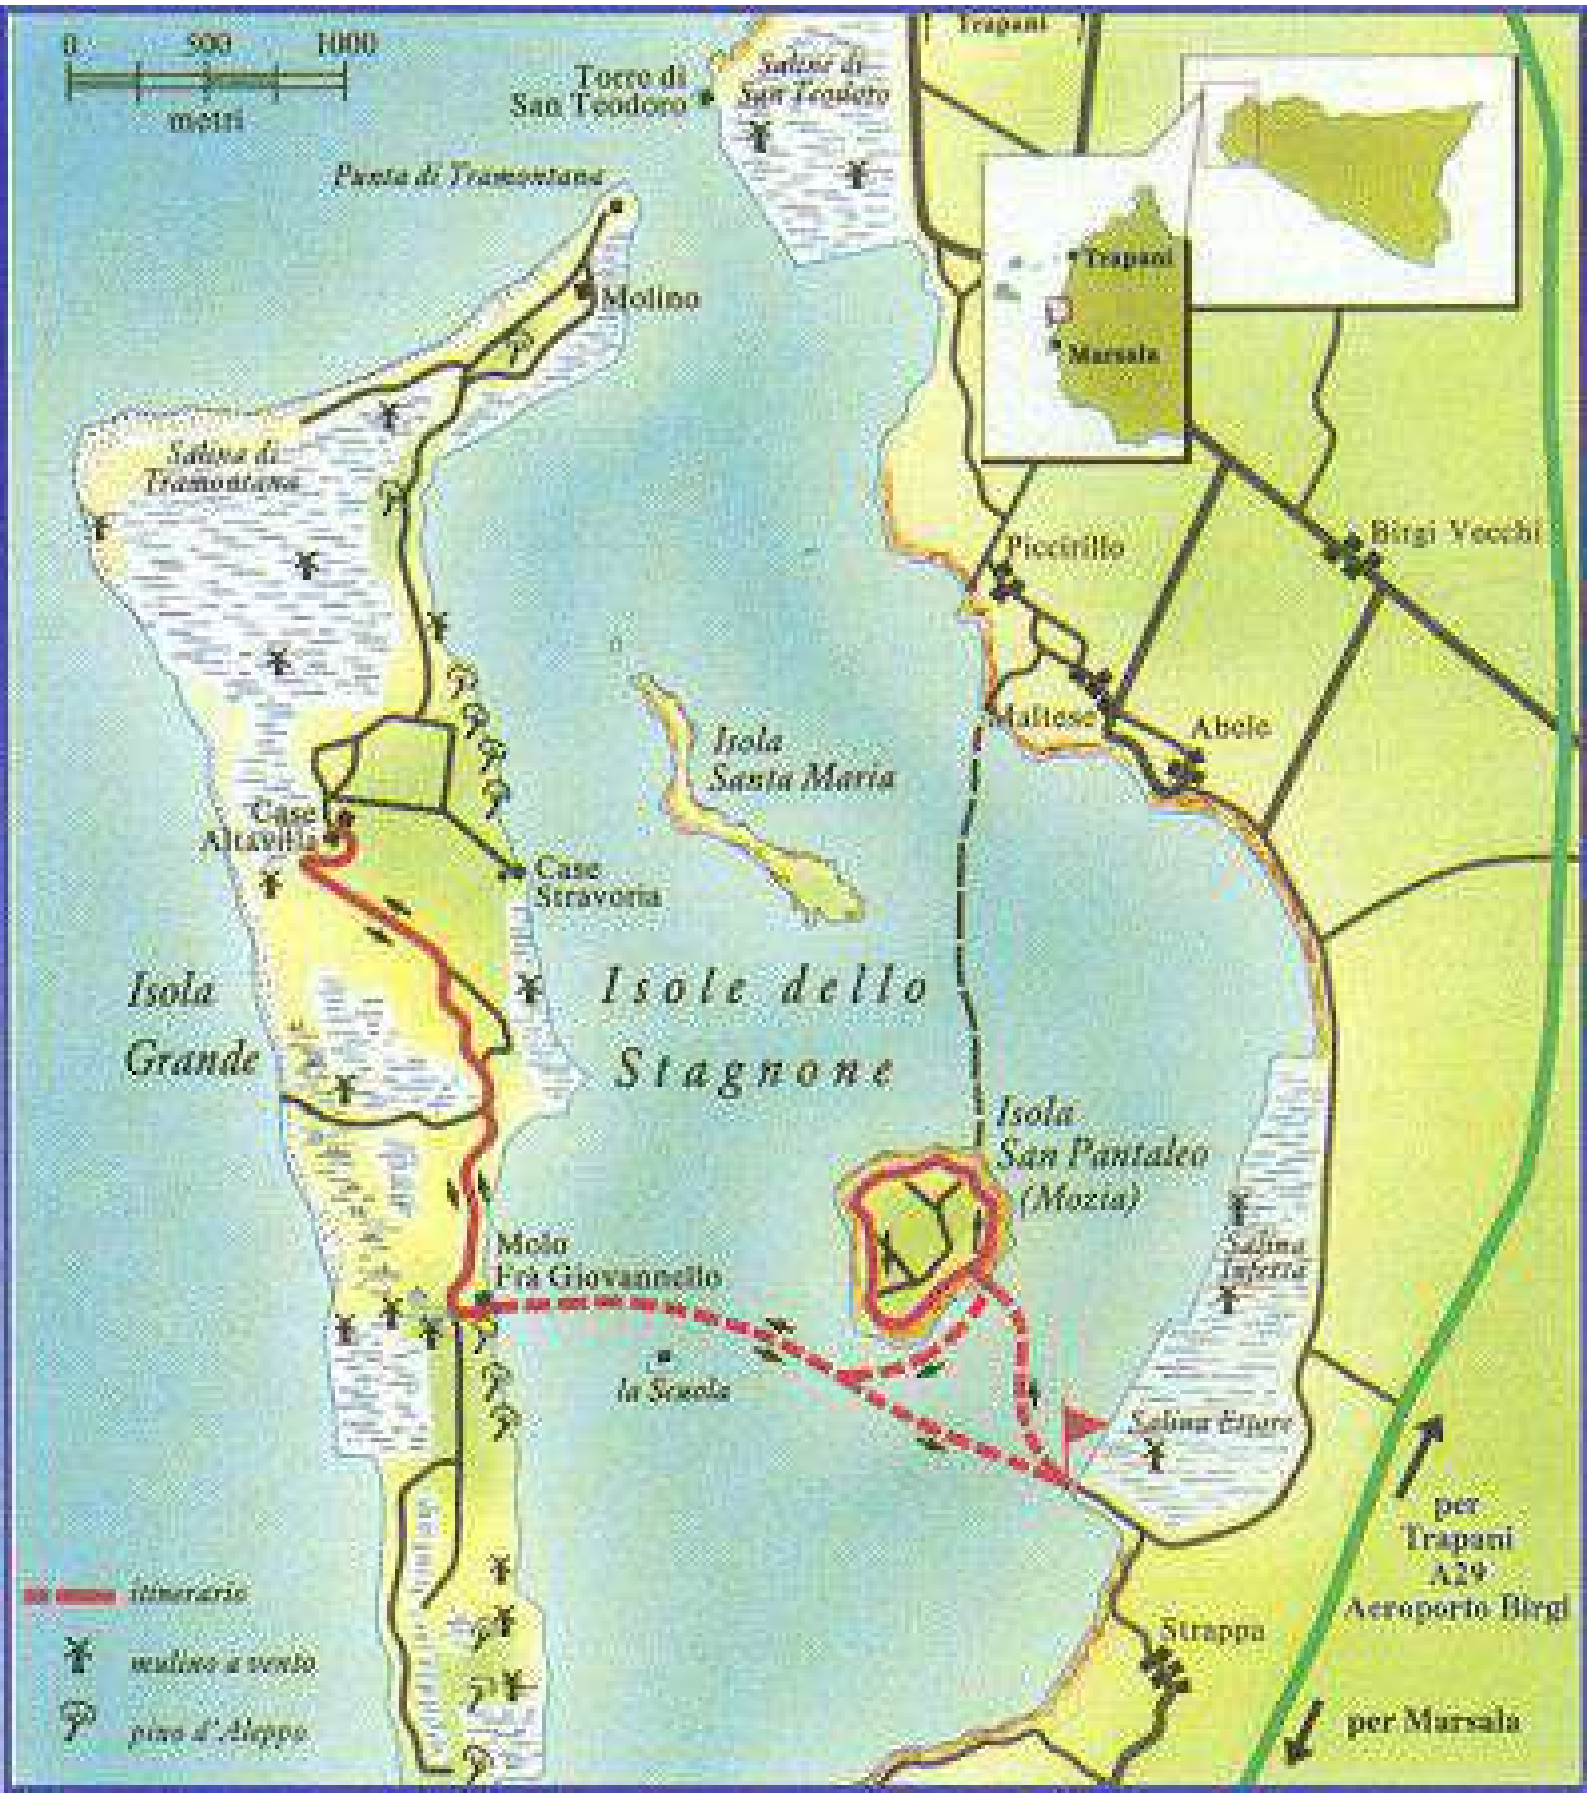 0 500 1000
metri
Trapani
Torre di
San Teodoro
Saline di
San Teodoro
Punta di Tramontana
Molino
Trapani
Marsala
Salina di
Tramontana
Piccirillo
Birgi Vecchi
Maltese
Abele
Isola
Santa Maria
Case
Altavilla
Case
Stravoria
Isola
Grande
Isole dello
Stagnone
Isola
San Pantaleo
(Mozia)
Molo
Fra Giovannello
la Scuola
Salina
Inferta
Salina Ettore
per
Trapani
A29
Aeroporto Birgi
itinerario
mulino a vento
pino d'Aleppo
Strappa
per Marsala